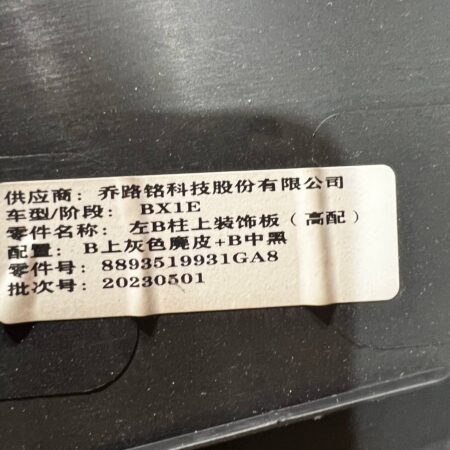 供应商：乔路铭科技股份有限公司
车型/阶段：BX1E
零件名称：左B柱上装饰板（高配）
配置：B上灰色麂皮+B中黑
零件号：8893519931GA8
批次号：20230501